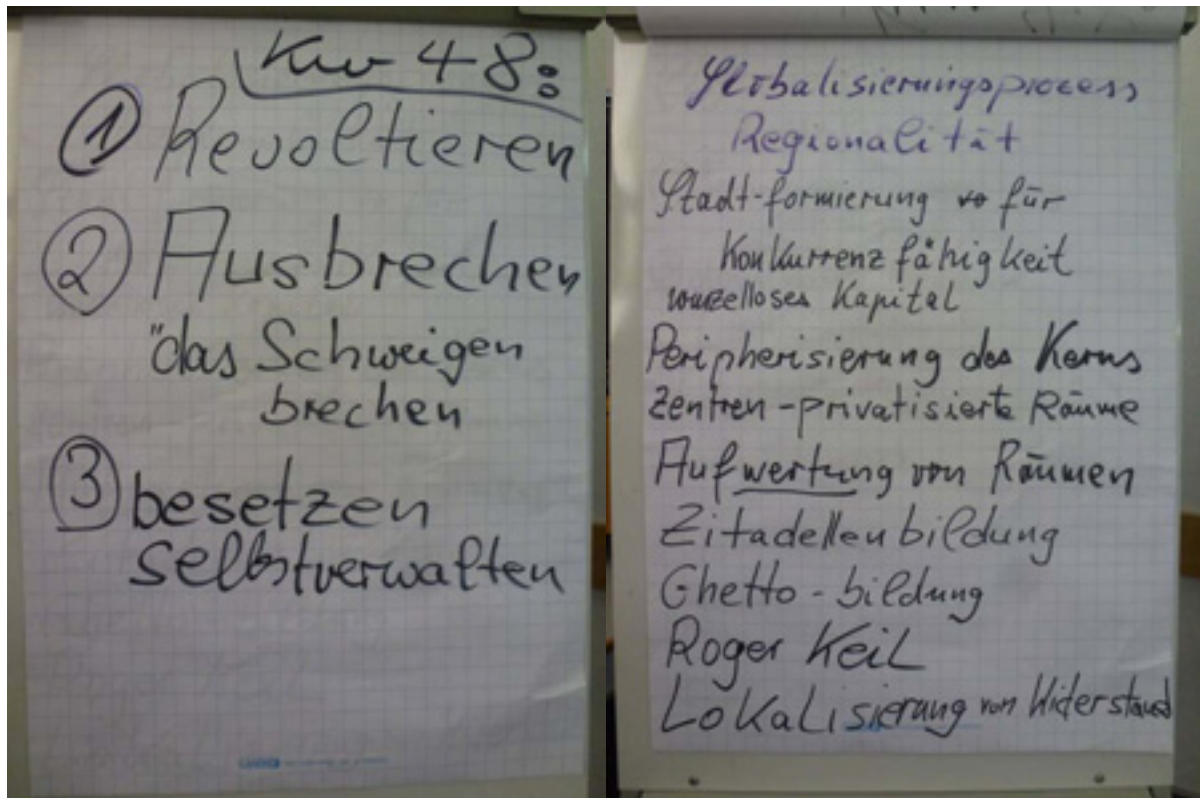 KW 48:
① Revoltieren
② Ausbrechen
"das Schweigen
brechen
③ besetzen
selbstverwalten
Globalisierungsprocess
Regionalität
Stadt-formierung für
Konkurrenzfähigkeit
wurzelloses Kapital
Peripherisierung des Kerns
Zentren-privatisierte Räume
Aufwertung von Räumen
Zitadellenbildung
Ghetto-bildung
Roger Keil
Lokalisierung von Widerstand